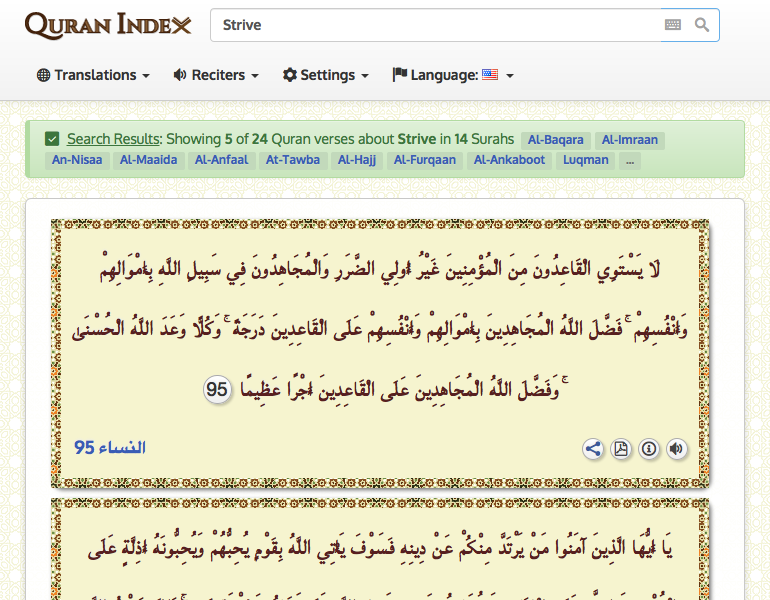 QURAN INDEX
Strive
Translations Reciters Settings Language:
Search Results: Showing 5 of 24 Quran verses about Strive in 14 Surahs Al-Baqara Al-Imraan
An-Nisaa Al-Maaida Al-Anfaal At-Tawba Al-Hajj Al-Furqaan Al-Ankaboot Luqman ...
لَا يَسْتَوِي الْقَاعِدُونَ مِنَ الْمُؤْمِنِينَ غَيْرُ أُولِي الضَّرَرِ وَالْمُجَاهِدُونَ فِي سَبِيلِ اللَّهِ بِأَمْوَالِهِمْ
وَأَنْفُسِهِمْ ۚ فَضَّلَ اللَّهُ الْمُجَاهِدِينَ بِأَمْوَالِهِمْ وَأَنْفُسِهِمْ عَلَى الْقَاعِدِينَ دَرَجَةً ۚ وَكُلًّا وَعَدَ اللَّهُ الْحُسْنَىٰ
ۚ وَفَضَّلَ اللَّهُ الْمُجَاهِدِينَ عَلَى الْقَاعِدِينَ أَجْرًا عَظِيمًا 95
النساء 95
يَا أَيُّهَا الَّذِينَ آمَنُوا مَنْ يَرْتَدَّ مِنْكُمْ عَنْ دِينِهِ فَسَوْفَ يَأْتِي اللَّهُ بِقَوْمٍ يُحِبُّهُمْ وَيُحِبُّونَهُ أَذِلَّةٍ عَلَى